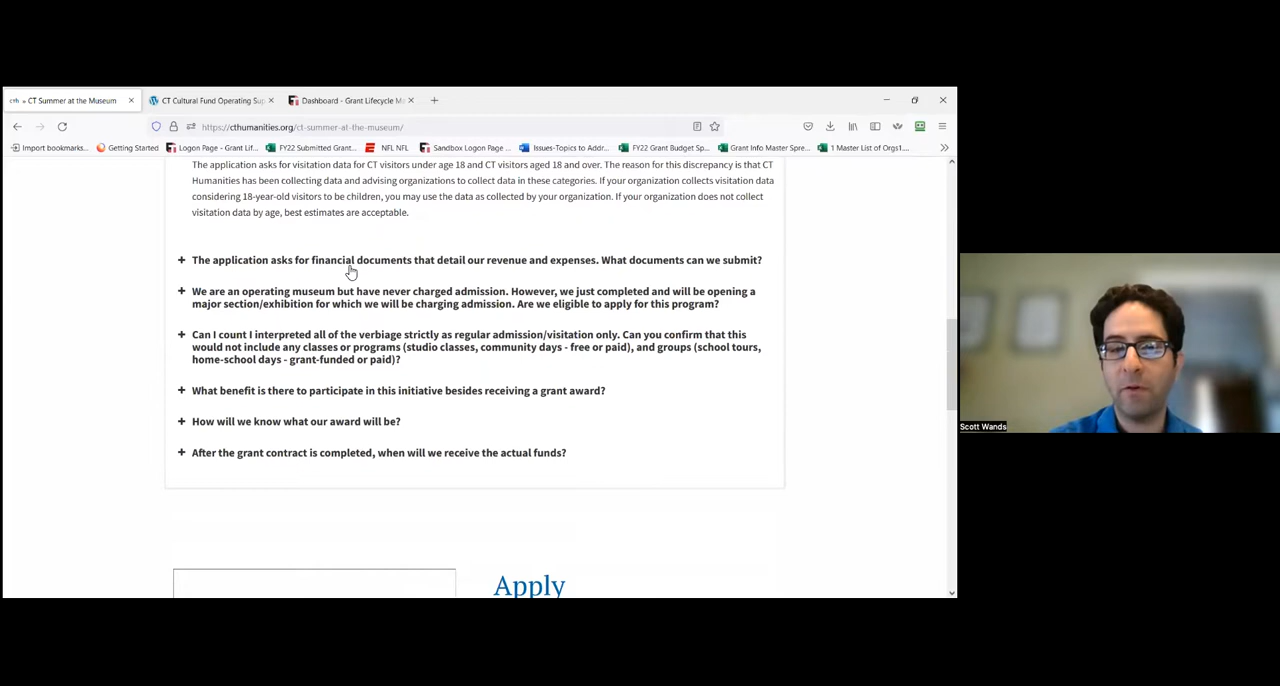 cth » CT Summer at the Museum
CT Cultural Fund Operating Sup
Dashboard - Grant Lifecycle Ma
https://cthumanities.org/ct-summer-at-the-museum/
Import bookmarks... Getting Started Logon Page - Grant Lif... FY22 Submitted Grant... NFL NFL Sandbox Logon Page ... Issues-Topics to Addr... FY22 Grant Budget Sp... Grant Info Master Spre... 1 Master List of Orgs1...
The application asks for visitation data for CT visitors under age 18 and CT visitors aged 18 and over. The reason for this discrepancy is that CT
Humanities has been collecting data and advising organizations to collect data in these categories. If your organization collects visitation data
considering 18-year-old visitors to be children, you may use the data as collected by your organization. If your organization does not collect
visitation data by age, best estimates are acceptable.
+ The application asks for financial documents that detail our revenue and expenses. What documents can we submit?
+ We are an operating museum but have never charged admission. However, we just completed and will be opening a
major section/exhibition for which we will be charging admission. Are we eligible to apply for this program?
+ Can I count I interpreted all of the verbiage strictly as regular admission/visitation only. Can you confirm that this
would not include any classes or programs (studio classes, community days - free or paid), and groups (school tours,
home-school days - grant-funded or paid)?
+ What benefit is there to participate in this initiative besides receiving a grant award?
+ How will we know what our award will be?
+ After the grant contract is completed, when will we receive the actual funds?
Apply
Scott Wands